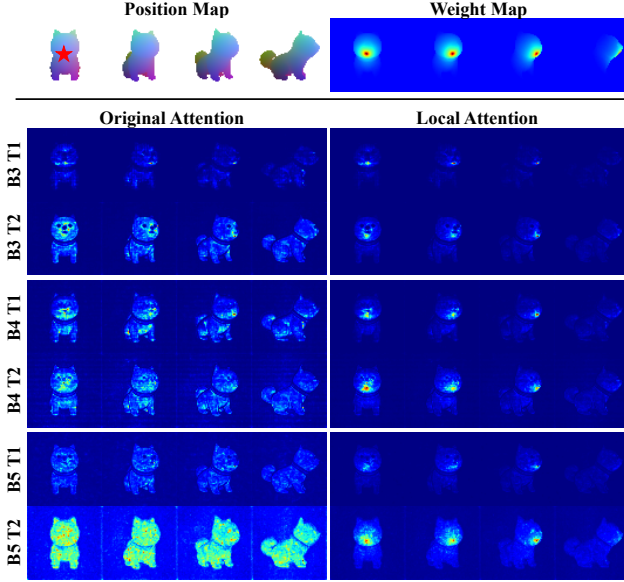 Position Map
Weight Map
Original Attention
Local Attention
B3 T1
B3 T2
B4 T1
B4 T2
B5 T1
B5 T2